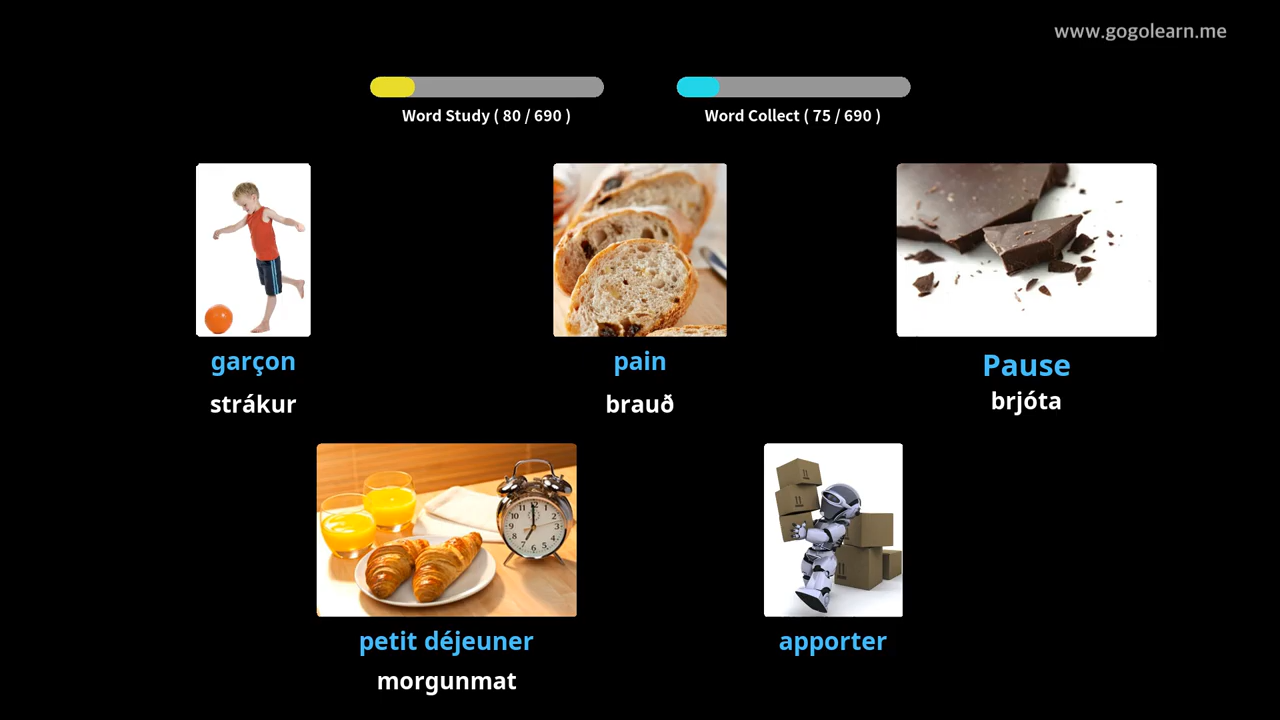 www.gogolearn.me
Word Study ( 80 / 690 )
Word Collect ( 75 / 690 )
garçon
pain
Pause
strákur
brauð
brjóta
petit déjeuner
apporter
morgunmat